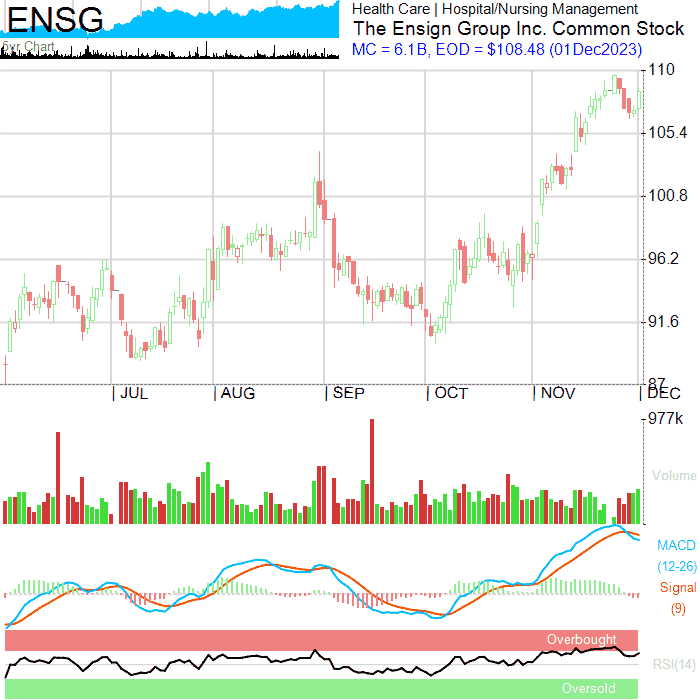 ENSG
5yr Chart
Health Care | Hospital/Nursing Management
The Ensign Group Inc. Common Stock
MC = 6.1B, EOD = $108.48 (01Dec2023)
110
105.4
100.8
96.2
91.6
87
| JUL | AUG | SEP | OCT | NOV | DEC
977k
Volume
MACD
(12-26)
Signal
(9)
Overbought
RSI(14)
Oversold